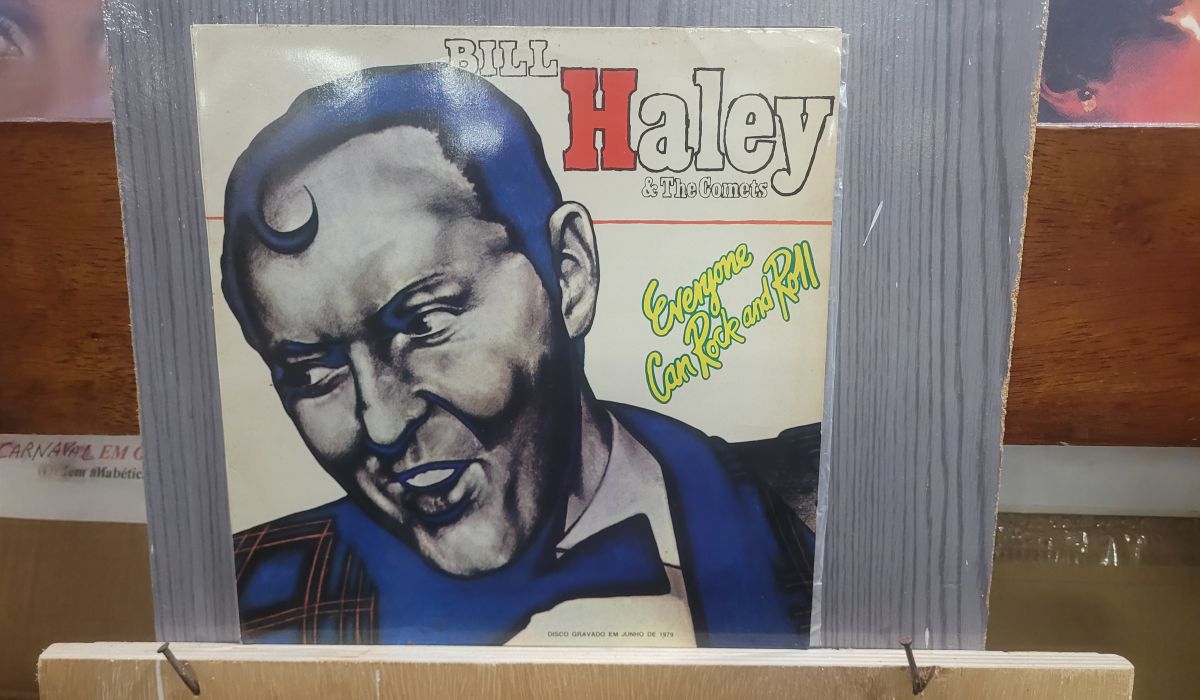 BILL
Haley
& The Comets
Everyone
Can Rock and Roll
DISCO GRAVADO EM JUNHO DE 1979
CARNAVAL EM